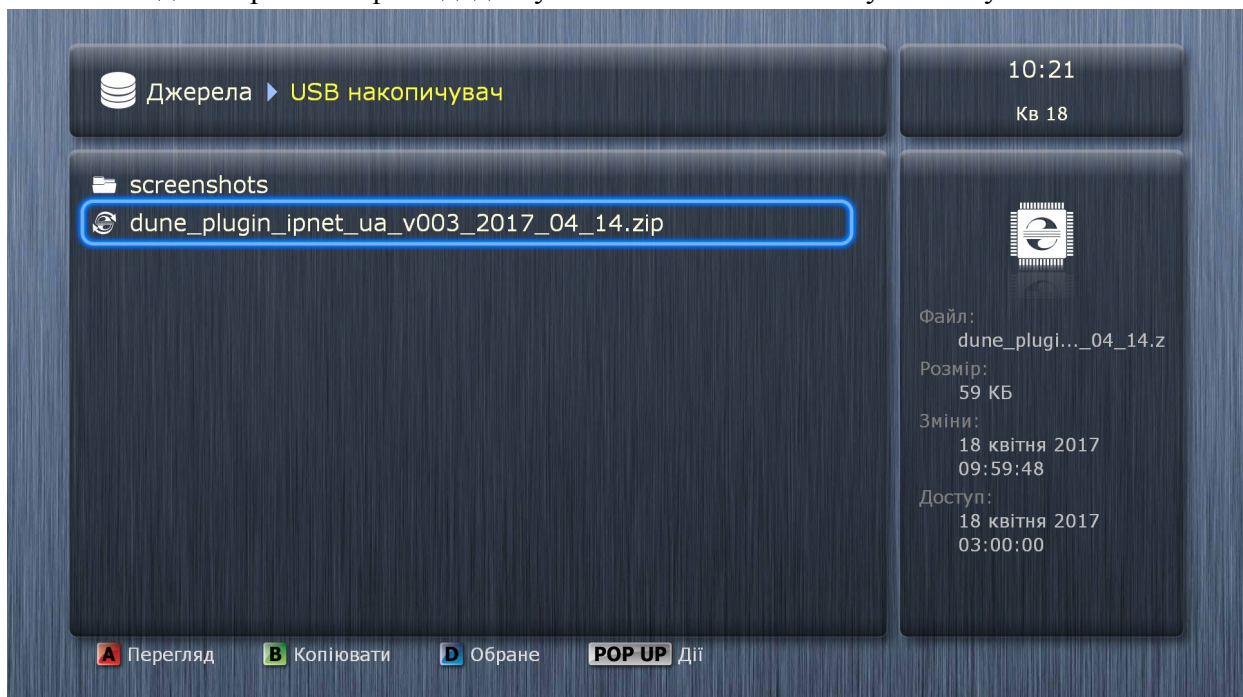 Джерела USB накопичувач
10:21
Кв 18
screenshots
dune_plugin_ipnet_ua_v003_2017_04_14.zip
Файл:
dune_plugi..._04_14.z
Розмір:
59 КБ
Зміни:
18 квітня 2017
09:59:48
Доступ:
18 квітня 2017
03:00:00
A Перегляд B Копіювати D Обране POP UP Дії